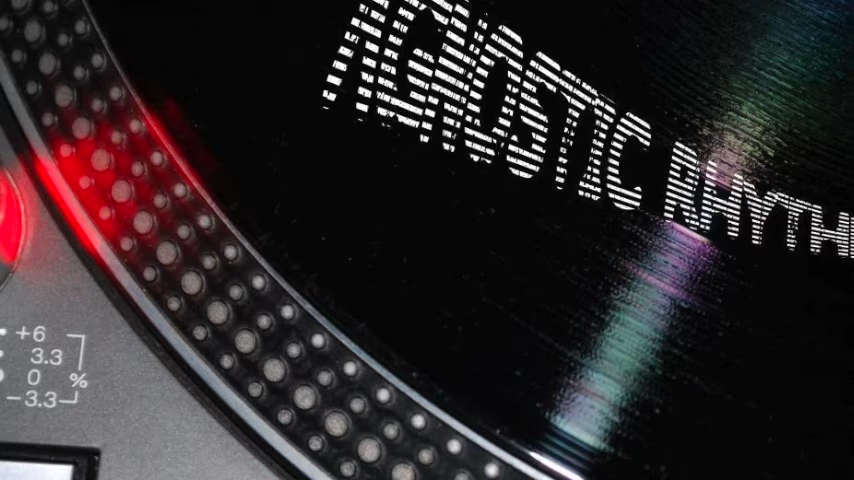 AGNOSTIC RHYTH
+6
3.3
0 %
-3.3